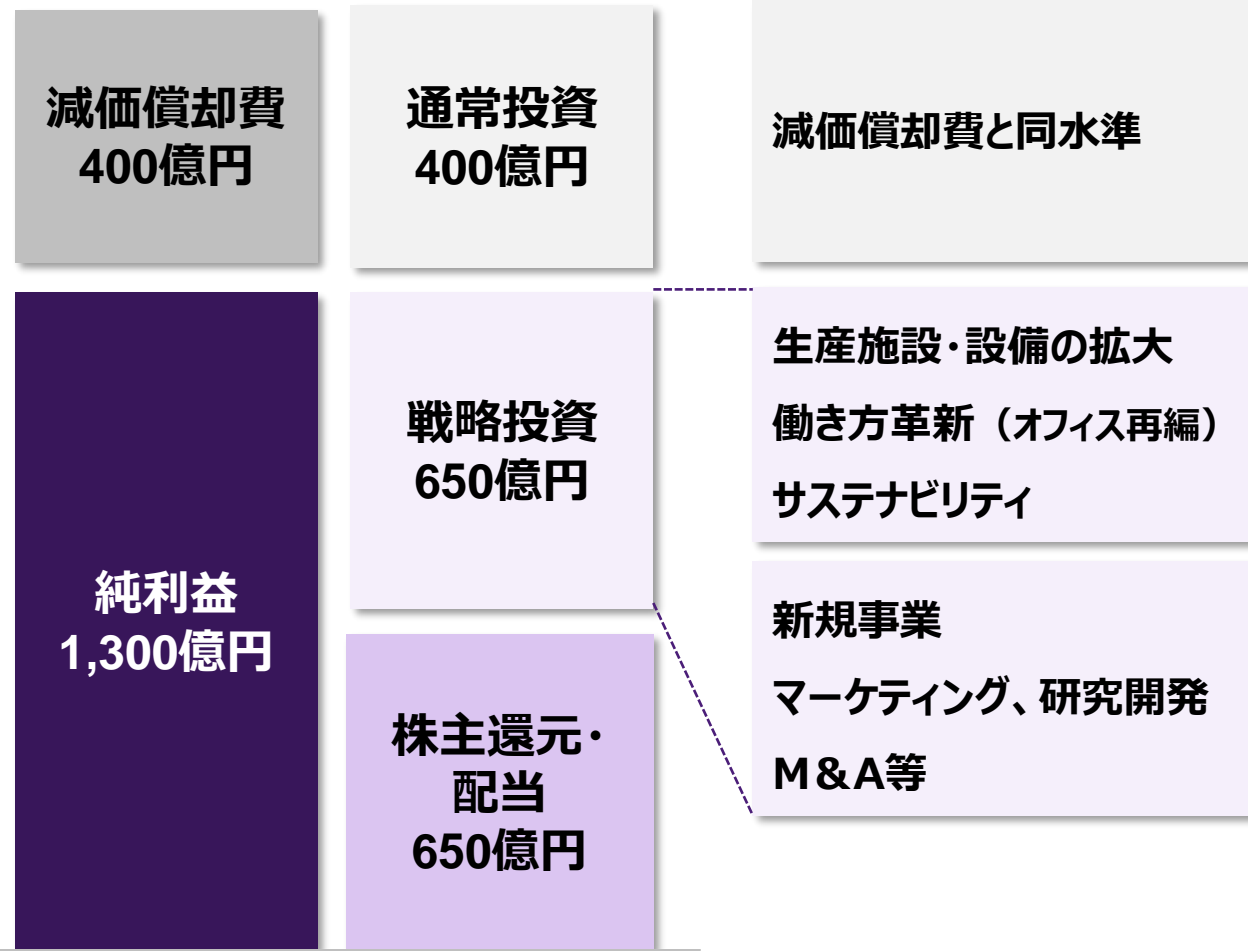 減価償却費
400億円
通常投資
400億円
減価償却費と同水準
純利益
1,300億円
戦略投資
650億円
生産施設・設備の拡大
働き方革新（オフィス再編）
サステナビリティ
新規事業
マーケティング、研究開発
M&A等
株主還元・
配当
650億円